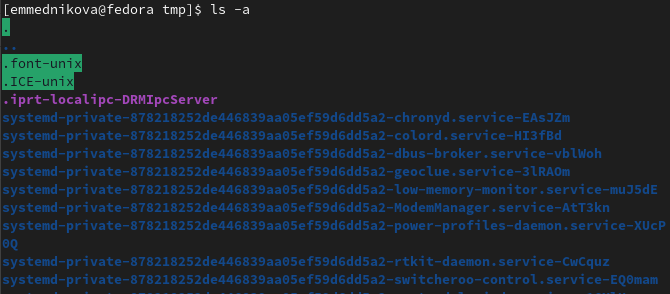 [emmednikova@fedora tmp]$ ls -a
.
..
.font-unix
.ICE-unix
.iprt-localipc-DRMIpcServer
systemd-private-878218252de446839aa05ef59d6dd5a2-chronyd.service-EAsJZm
systemd-private-878218252de446839aa05ef59d6dd5a2-colord.service-HI3fBd
systemd-private-878218252de446839aa05ef59d6dd5a2-dbus-broker.service-vblWoh
systemd-private-878218252de446839aa05ef59d6dd5a2-geoclue.service-3lRAOm
systemd-private-878218252de446839aa05ef59d6dd5a2-low-memory-monitor.service-muJ5dE
systemd-private-878218252de446839aa05ef59d6dd5a2-ModemManager.service-AtT3kn
systemd-private-878218252de446839aa05ef59d6dd5a2-power-profiles-daemon.service-XUcP
0Q
systemd-private-878218252de446839aa05ef59d6dd5a2-rtkit-daemon.service-CwCquz
systemd-private-878218252de446839aa05ef59d6dd5a2-switcheroo-control.service-EQ0mam